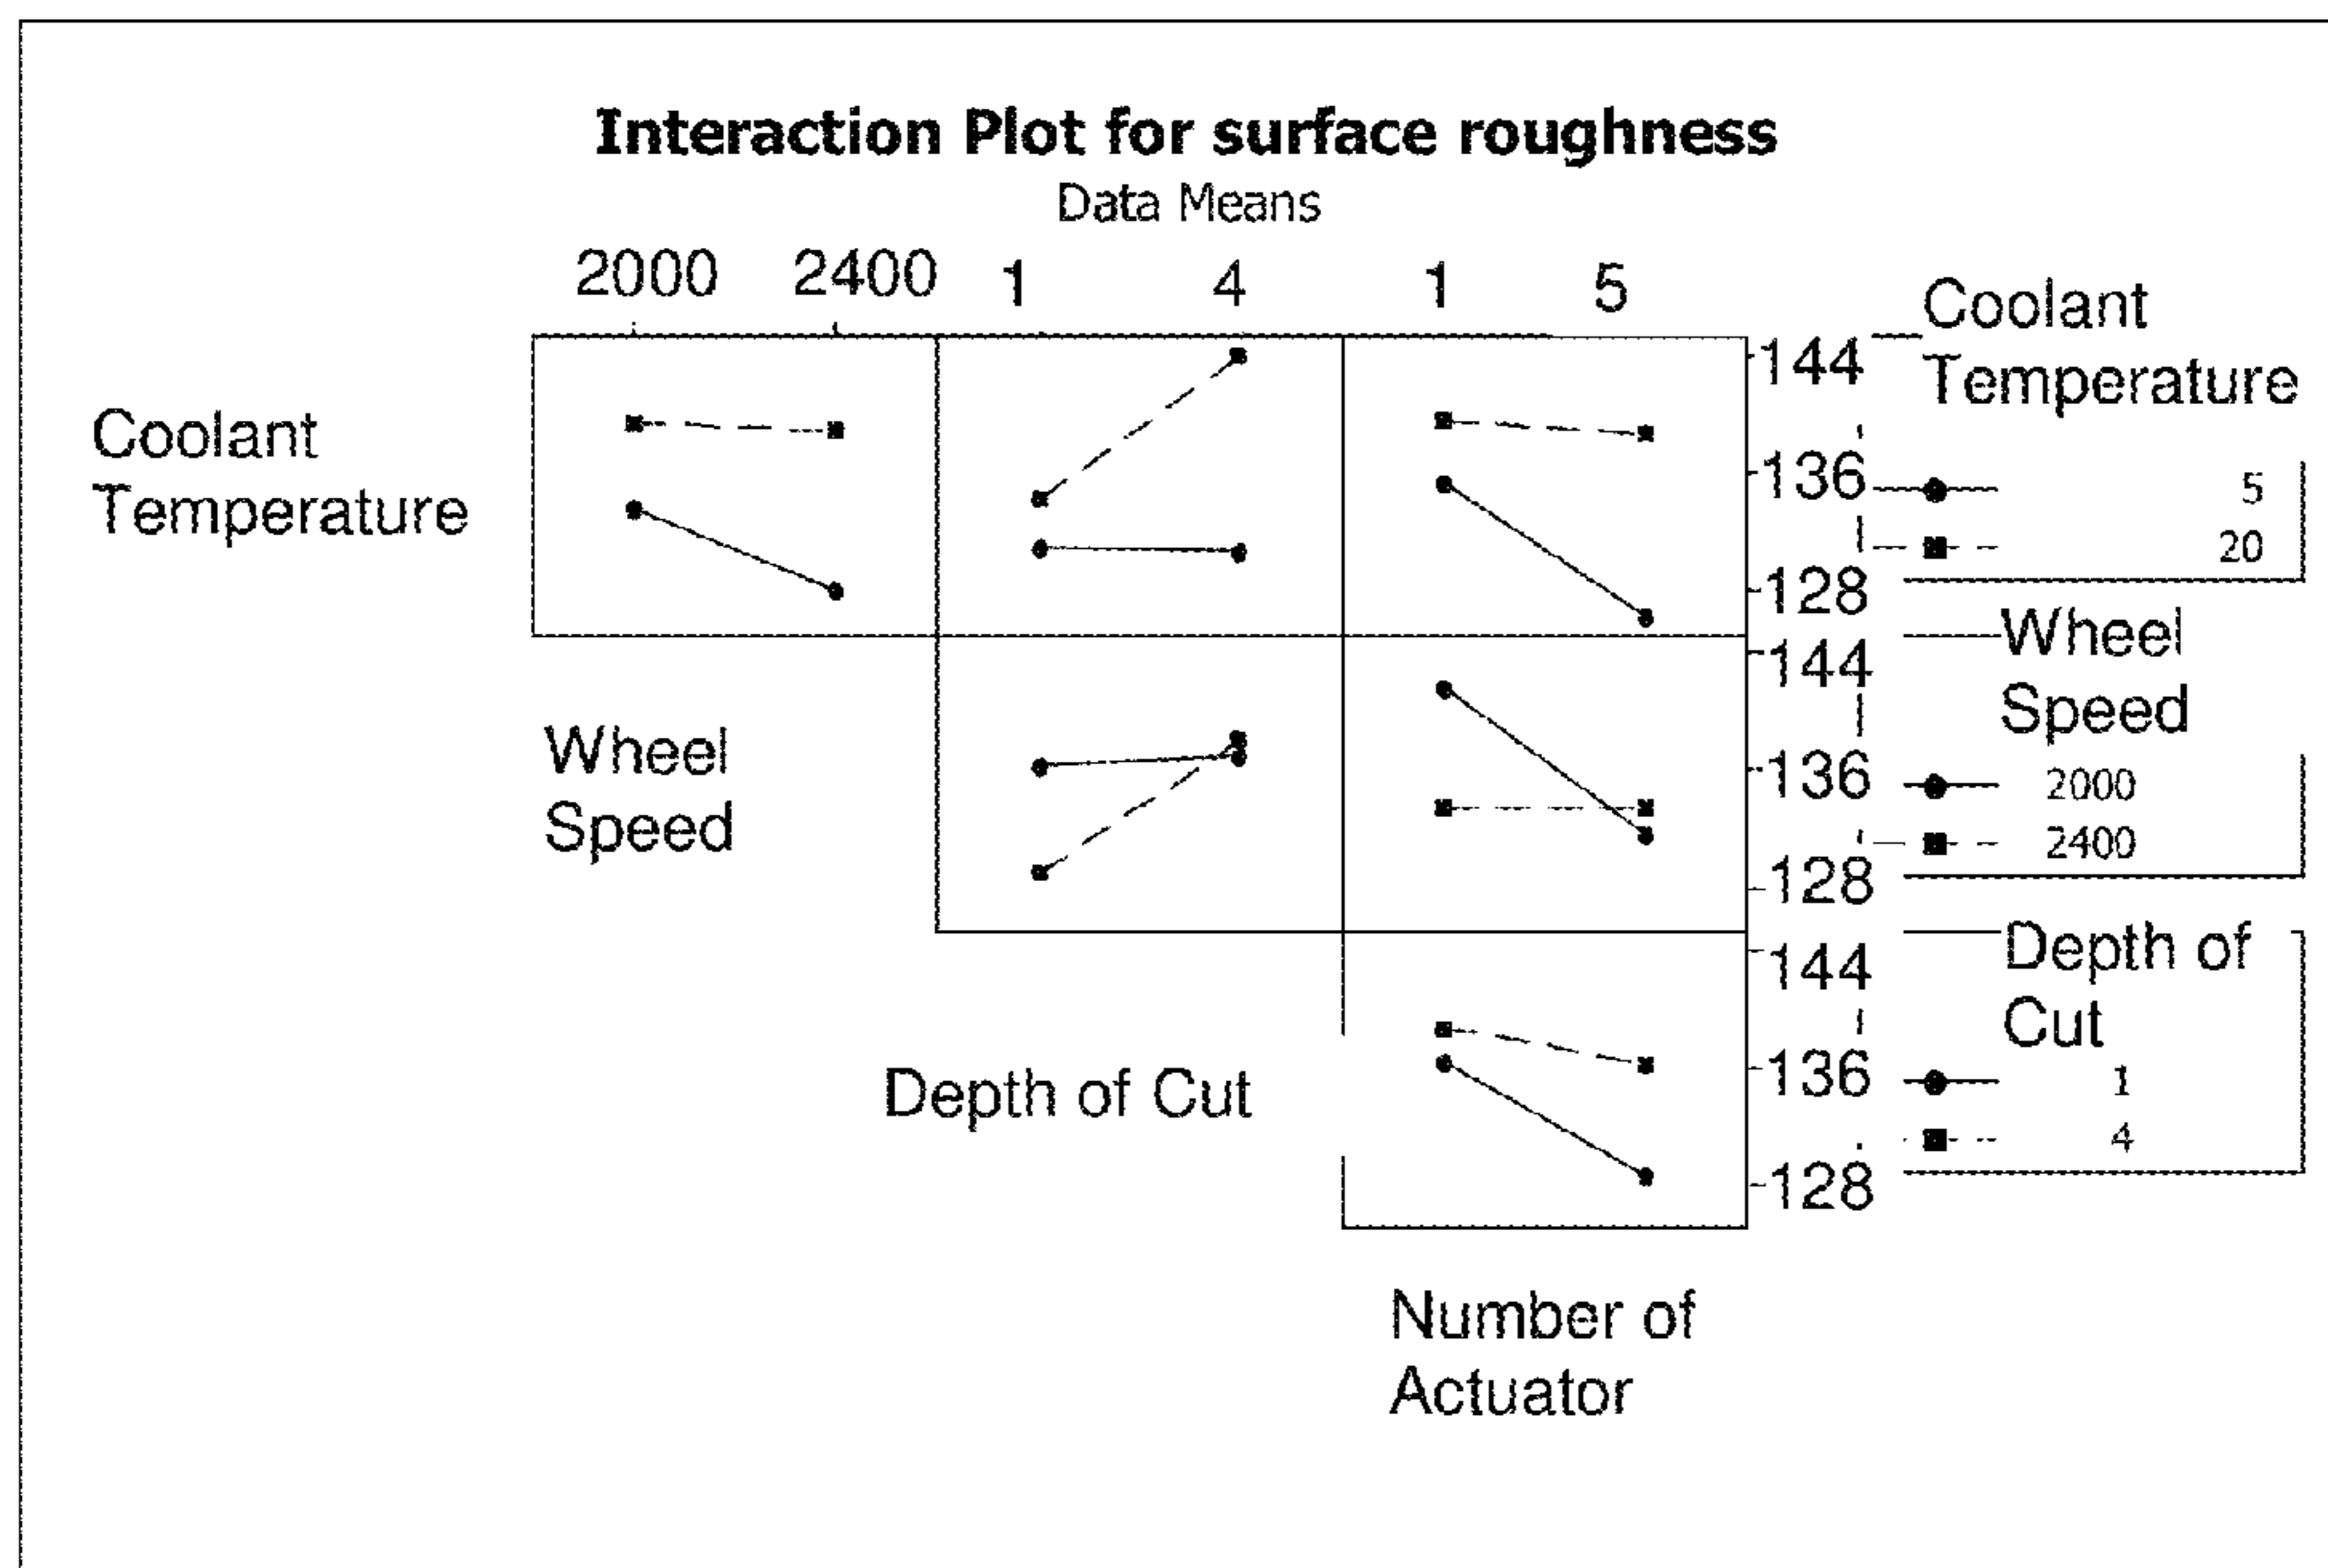 Interaction Plot for surface roughness
Data Means
2000 2400 1 4 1 5
Coolant
Temperature
144
136
128
Coolant
Temperature
5
20
Wheel
Speed
144
136
128
Wheel
Speed
2000
2400
Depth of Cut
144
136
128
Depth of
Cut
1
4
Number of
Actuator